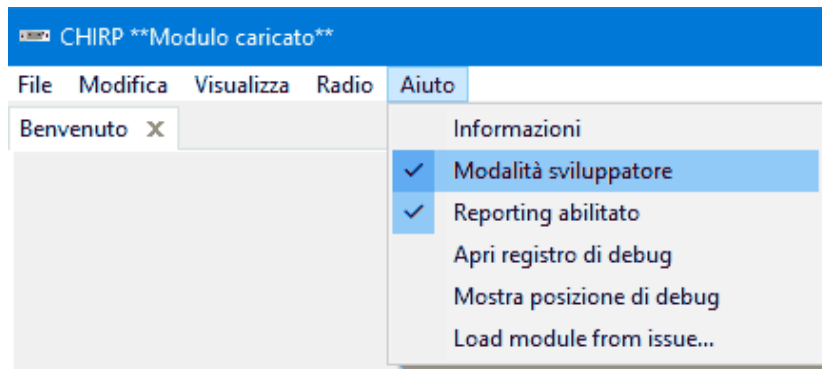 CHIRP **Modulo caricato**
File Modifica Visualizza Radio Aiuto
Benvenuto X
Informazioni
Modalità sviluppatore
Reporting abilitato
Apri registro di debug
Mostra posizione di debug
Load module from issue...